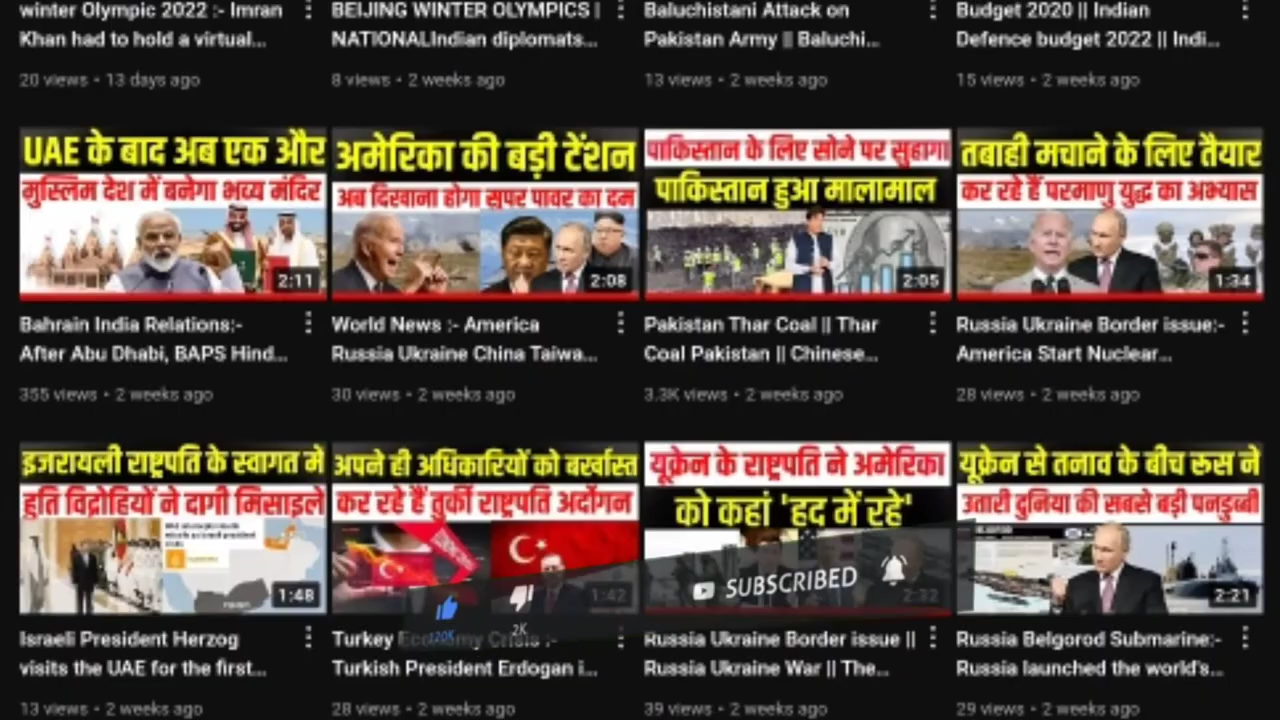 winter Olympic 2022 :- Imran
Khan had to hold a virtual...
20 views • 13 days ago
BEIJING WINTER OLYMPICS |
NATIONALIndian diplomats...
8 views • 2 weeks ago
Baluchistani Attack on
Pakistan Army || Baluchi...
13 views • 2 weeks ago
Budget 2020 || Indian
Defence budget 2022 || Indi...
15 views • 2 weeks ago
UAE के बाद अब एक और
मुस्लिम देश में बनेगा भव्य मंदिर
2:11
Bahrain India Relations:-
After Abu Dhabi, BAPS Hind...
355 views • 2 weeks ago
अमेरिका की बड़ी टेंशन
अब दिखाना होगा सुपर पावर का दम
2:08
World News :- America
Russia Ukraine China Taiwa...
30 views • 2 weeks ago
पाकिस्तान के लिए सोने पर सुहागा
पाकिस्तान हुआ मालामाल
2:05
Pakistan Thar Coal || Thar
Coal Pakistan || Chinese...
3.3K views • 2 weeks ago
तबाही मचाने के लिए तैयार
कर रहे हैं परमाणु युद्ध का अभ्यास
1:34
Russia Ukraine Border issue:-
America Start Nuclear...
28 views • 2 weeks ago
इजरायली राष्ट्रपति के स्वागत में
हुति विद्रोहियों ने दागी मिसाइले
1:48
Israeli President Herzog
visits the UAE for the first...
13 views • 2 weeks ago
अपने ही अधिकारियों को बर्खास्त
कर रहे हैं तुर्की राष्ट्रपति अर्दोगन
1:42
Turkey Economy Crisis :-
Turkish President Erdogan i...
28 views • 2 weeks ago
यूक्रेन के राष्ट्रपति ने अमेरिका
को कहां 'हद में रहे'
2:32
Russia Ukraine Border issue ||
Russia Ukraine War || The...
39 views • 2 weeks ago
यूक्रेन से तनाव के बीच रूस ने
उतारी दुनिया की सबसे बड़ी पनडुब्बी
2:21
Russia Belgorod Submarine:-
Russia launched the world's...
29 views • 2 weeks ago
120K
2K
SUBSCRIBED